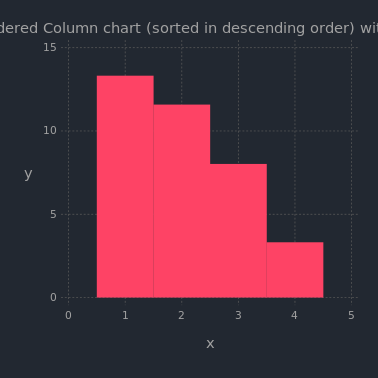 dered Column chart (sorted in descending order) wit
15
10
y
5
0
0 1 2 3 4 5
x